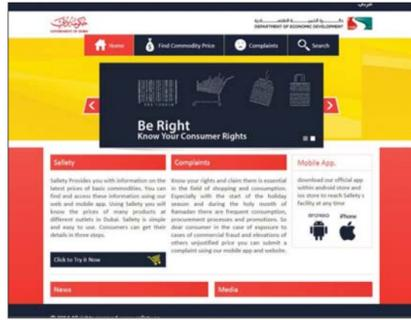 عربي
GOVERNMENT OF DUBAI
DEPARTMENT OF ECONOMIC DEVELOPMENT
Home
Find Commodity Price
Complaints
Search
Be Right
Know Your Consumer Rights
Sallety
Sallety Provides you with information on the
latest prices of basic commodities, You can
find and access these information using our
web and mobile app. Using Sallety you will
know the prices of many products at
different outlets in Dubai. Sallety is simple
and easy to use. Consumers can get their
details in three steps.
Click to Try it Now
Complaints
Know your rights and claim them is essential
in the field of shopping and consumption.
Especially with the start of the holiday
season and during the holy month of
Ramadan there are frequent consumption,
procurement processes and promotions. So
dear consumer in the case of exposure to
cases of commercial fraud and elevations of
others unjustified price you can submit a
complaint using our mobile app and website.
Mobile App.
download our official app
within android store and
ios store to reach Sallety s
facility at any time
android
iPhone
News
Media